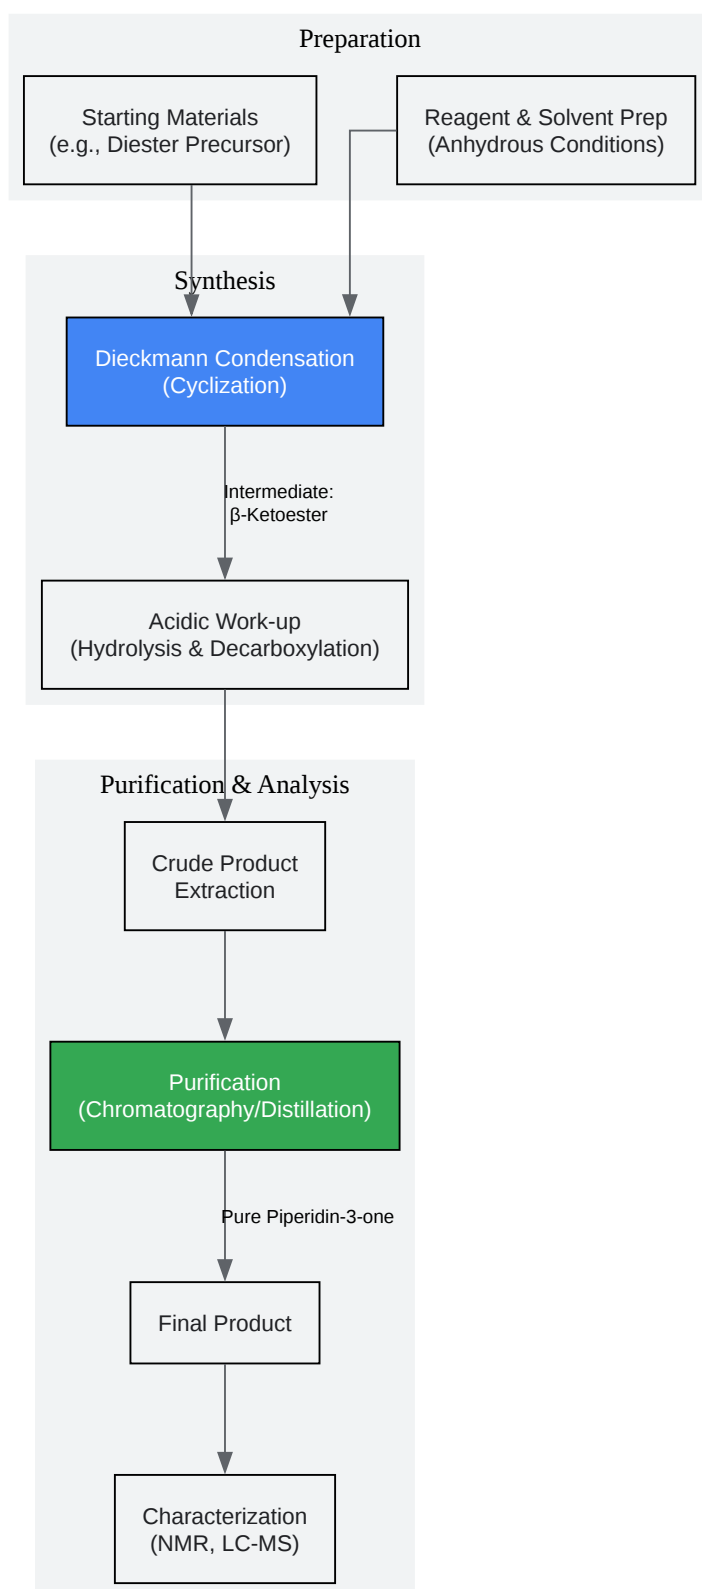 Preparation
Starting Materials
(e.g., Diester Precursor)
Reagent & Solvent Prep
(Anhydrous Conditions)
Synthesis
Dieckmann Condensation
(Cyclization)
Intermediate:
β-Ketoester
Acidic Work-up
(Hydrolysis & Decarboxylation)
Purification & Analysis
Crude Product
Extraction
Purification
(Chromatography/Distillation)
Pure Piperidin-3-one
Final Product
Characterization
(NMR, LC-MS)